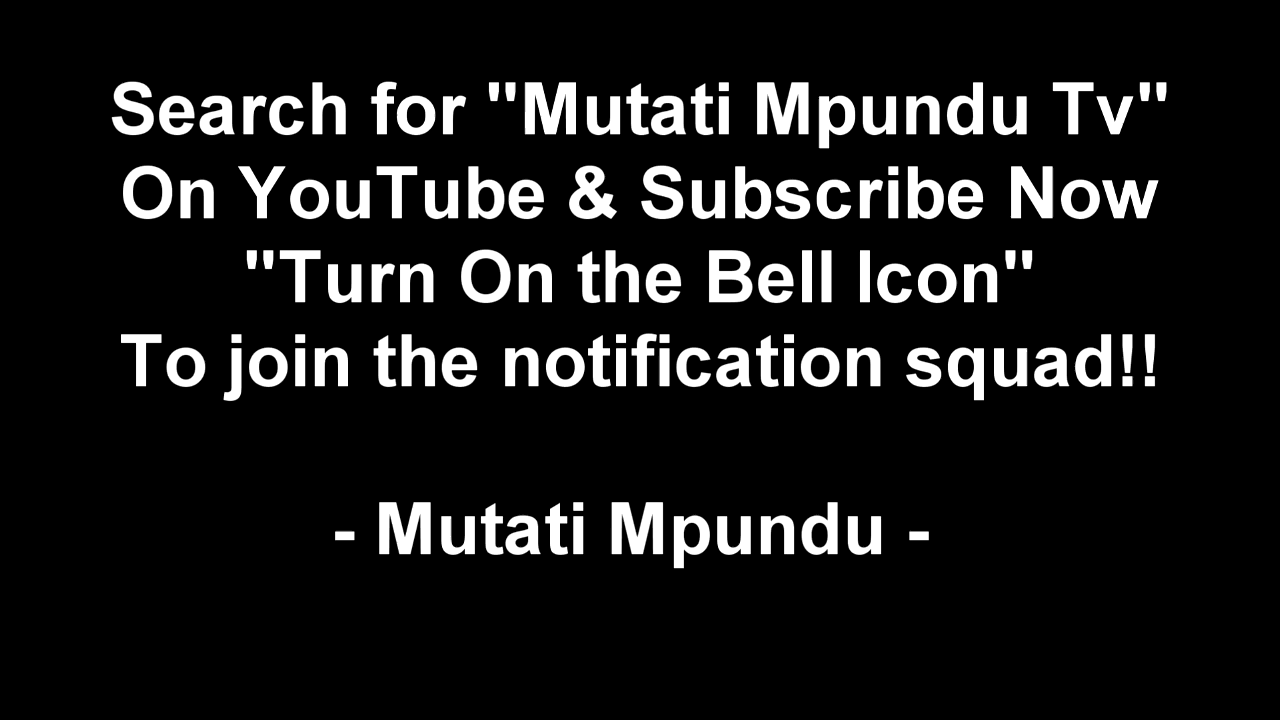 Search for "Mutati Mpundu Tv"
On YouTube & Subscribe Now
"Turn On the Bell Icon"
To join the notification squad!!
- Mutati Mpundu -